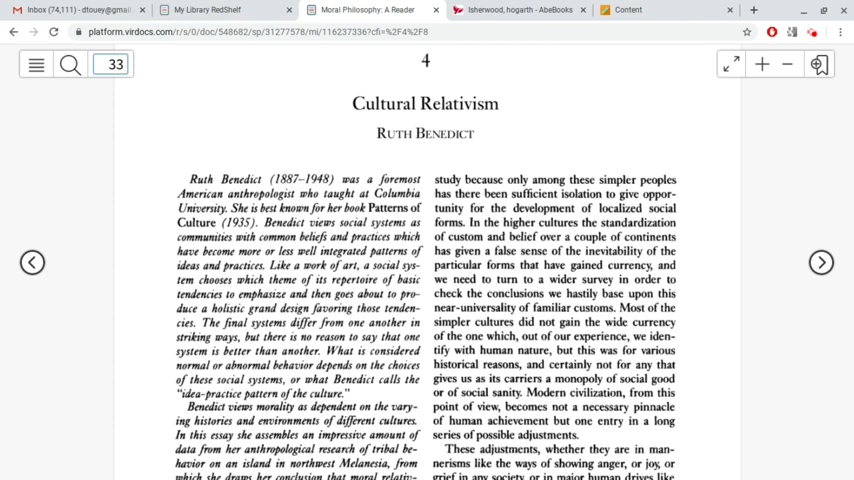 Inbox (74,111) - dtouey@gmail
My Library RedShelf
Moral Philosophy: A Reader
Isherwood, hogarth - AbeBooks
Content
platform.virdocs.com/r/s/0/doc/548682/sp/31277578/mi/116237336?cfi=%2F4%2F8
33
4
Cultural Relativism
RUTH BENEDICT
Ruth Benedict (1887–1948) was a foremost
American anthropologist who taught at Columbia
University. She is best known for her book Patterns of
Culture (1935). Benedict views social systems as
communities with common beliefs and practices which
have become more or less well integrated patterns of
ideas and practices. Like a work of art, a social sys-
tem chooses which theme of its repertoire of basic
tendencies to emphasize and then goes about to pro-
duce a holistic grand design favoring those tenden-
cies. The final systems differ from one another in
striking ways, but there is no reason to say that one
system is better than another. What is considered
normal or abnormal behavior depends on the choices
of these social systems, or what Benedict calls the
"idea-practice pattern of the culture."
Benedict views morality as dependent on the vary-
ing histories and environments of different cultures.
In this essay she assembles an impressive amount of
data from her anthropological research of tribal be-
havior on an island in northwest Melanesia, from
which she draws her conclusion that moral relativ-
study because only among these simpler peoples
has there been sufficient isolation to give oppor-
tunity for the development of localized social
forms. In the higher cultures the standardization
of custom and belief over a couple of continents
has given a false sense of the inevitability of the
particular forms that have gained currency, and
we need to turn to a wider survey in order to
check the conclusions we hastily base upon this
near-universality of familiar customs. Most of the
simpler cultures did not gain the wide currency
of the one which, out of our experience, we iden-
tify with human nature, but this was for various
historical reasons, and certainly not for any that
gives us as its carriers a monopoly of social good
or of social sanity. Modern civilization, from this
point of view, becomes not a necessary pinnacle
of human achievement but one entry in a long
series of possible adjustments.
These adjustments, whether they are in man-
nerisms like the ways of showing anger, or joy, or
grief in any society, or in major human drives like